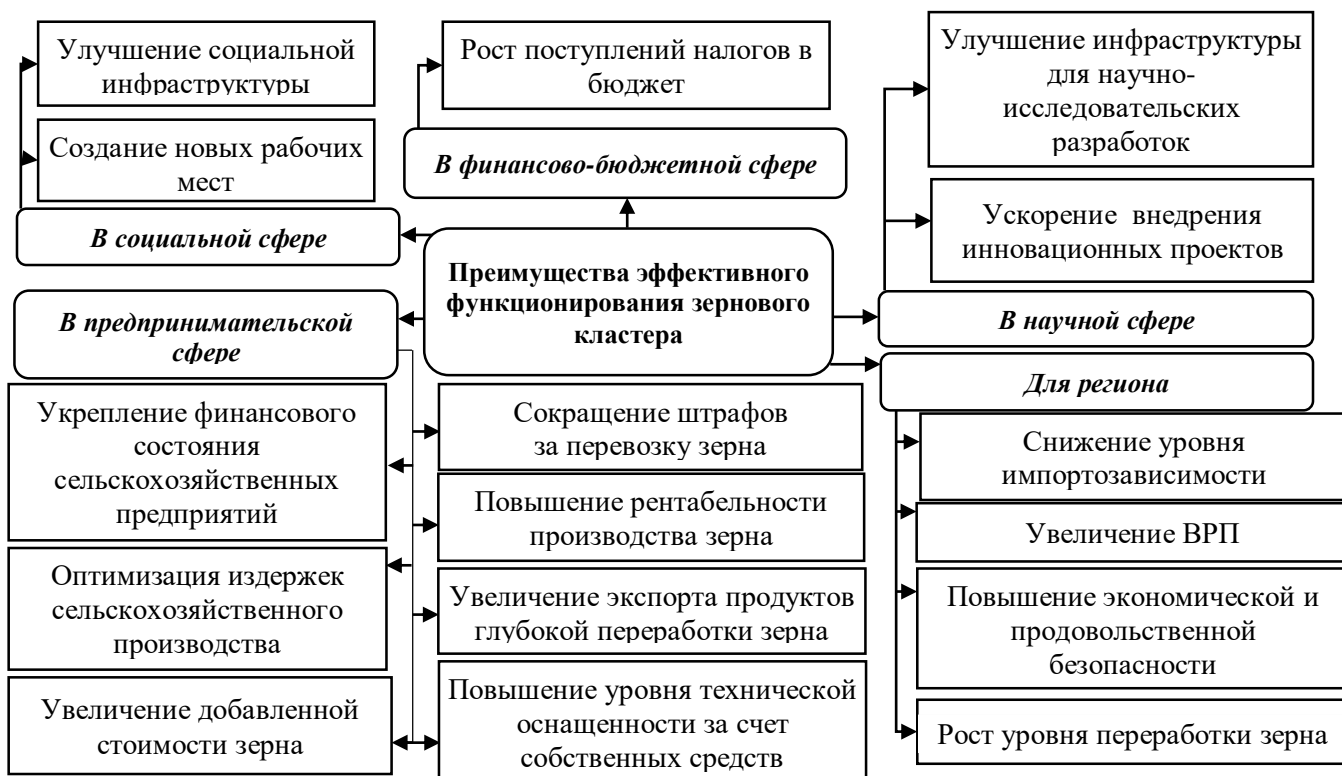 Улучшение социальной
инфраструктуры
Создание новых рабочих
мест
В социальной сфере
Рост поступлений налогов в
бюджет
В финансово-бюджетной сфере
Улучшение инфраструктуры
для научно-
исследовательских
разработок
Ускорение внедрения
инновационных проектов
Преимущества эффективного
функционирования зернового
кластера
В научной сфере
В предпринимательской
сфере
Для региона
Укрепление финансового
состояния
сельскохозяйственных
предприятий
Оптимизация издержек
сельскохозяйственного
производства
Увеличение добавленной
стоимости зерна
Сокращение штрафов
за перевозку зерна
Повышение рентабельности
производства зерна
Увеличение экспорта продуктов
глубокой переработки зерна
Повышение уровня технической
оснащенности за счет
собственных средств
Снижение уровня
импортозависимости
Увеличение ВРП
Повышение экономической и
продовольственной
безопасности
Рост уровня переработки зерна